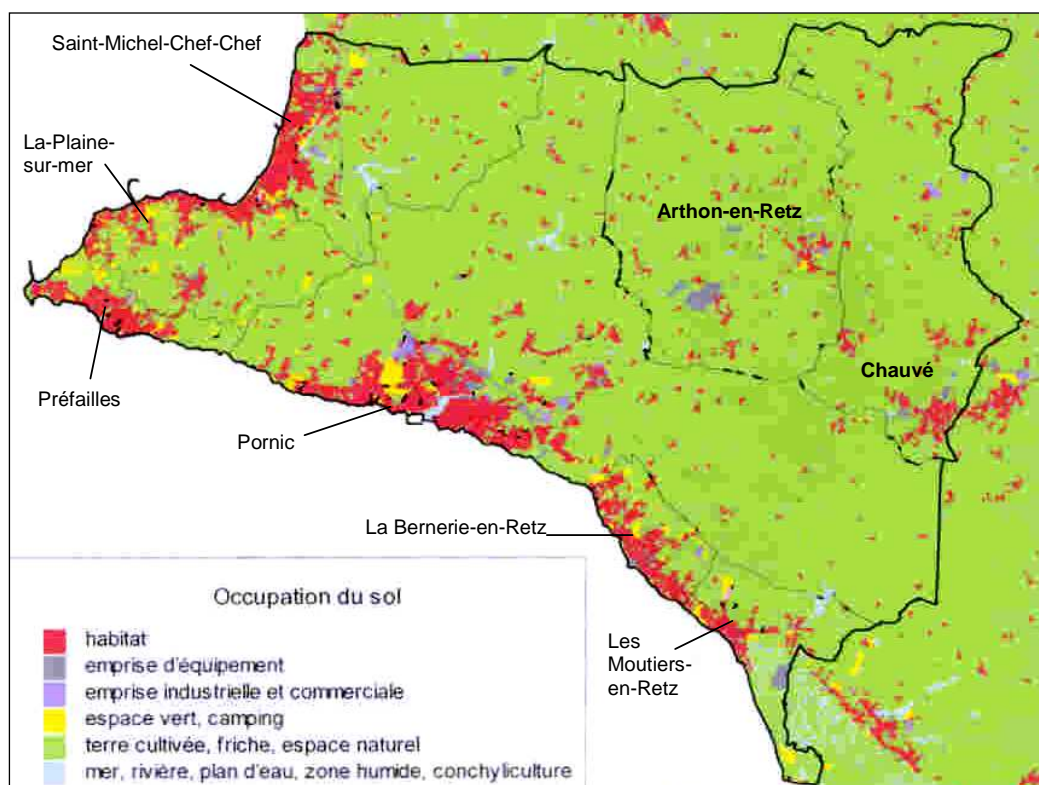 Saint-Michel-Chef-Chef
La-Plaine-
sur-mer
Arthon-en-Retz
Chauvé
Préfailles
Pornic
La Bernerie-en-Retz
Les
Moutiers-
en-Retz
Occupation du sol
habitat
emprise d'équipement
emprise industrielle et commerciale
espace vert, camping
terre cultivée, friche, espace naturel
mer, rivière, plan d'eau, zone humide, conchyliculture